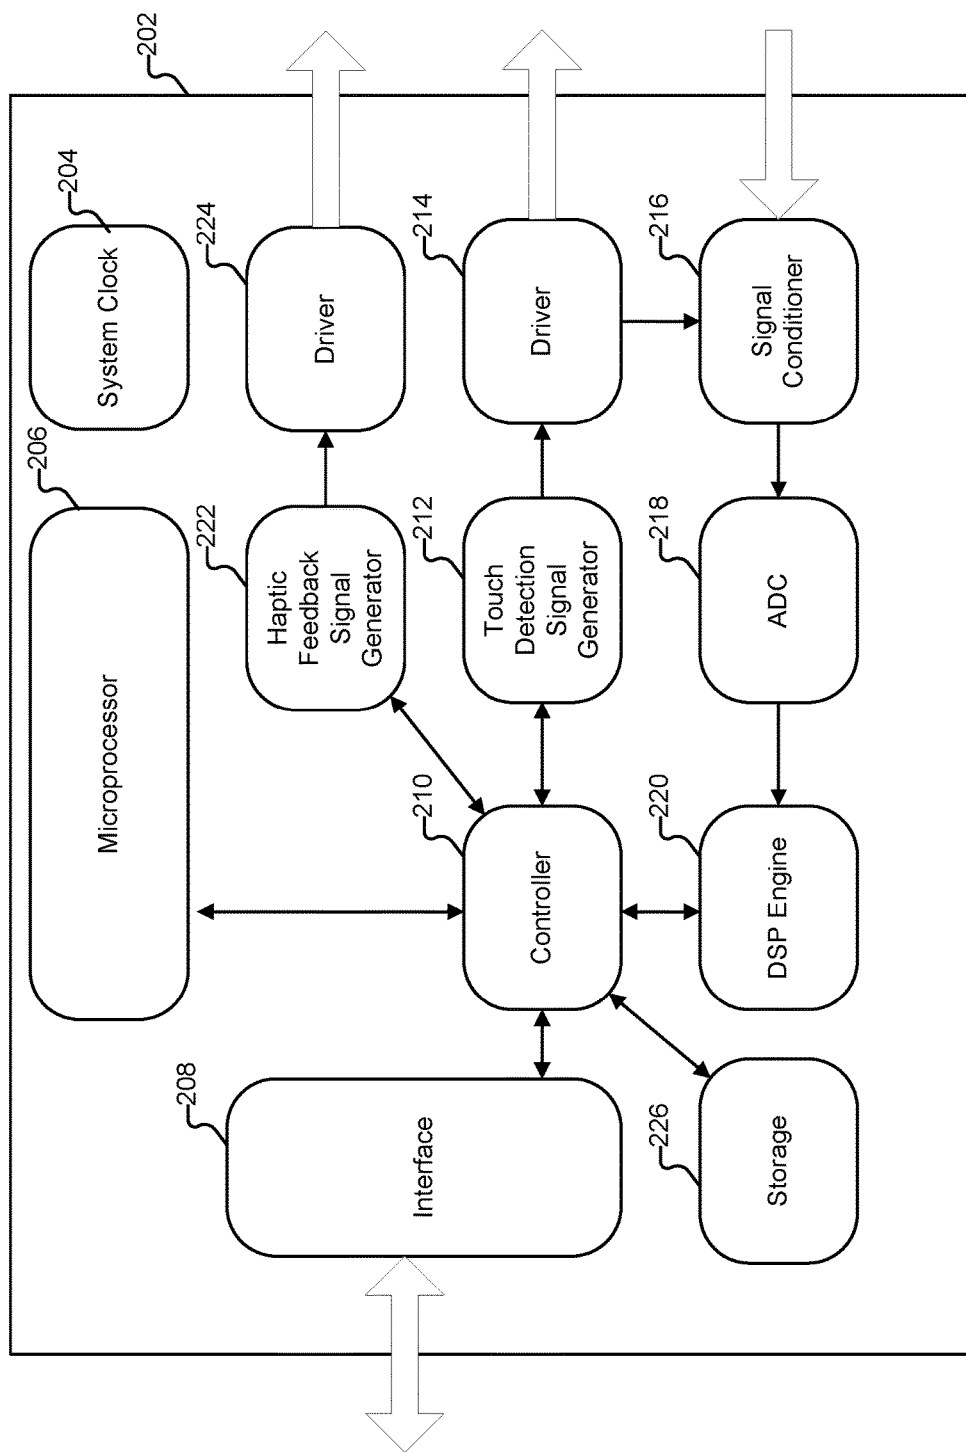 202
206
Microprocessor
204
System Clock
208
Interface
222
Haptic
Feedback
Signal
Generator
224
Driver
210
Controller
212
Touch
Detection
Signal
Generator
214
Driver
226
Storage
220
DSP Engine
218
ADC
216
Signal
Conditioner